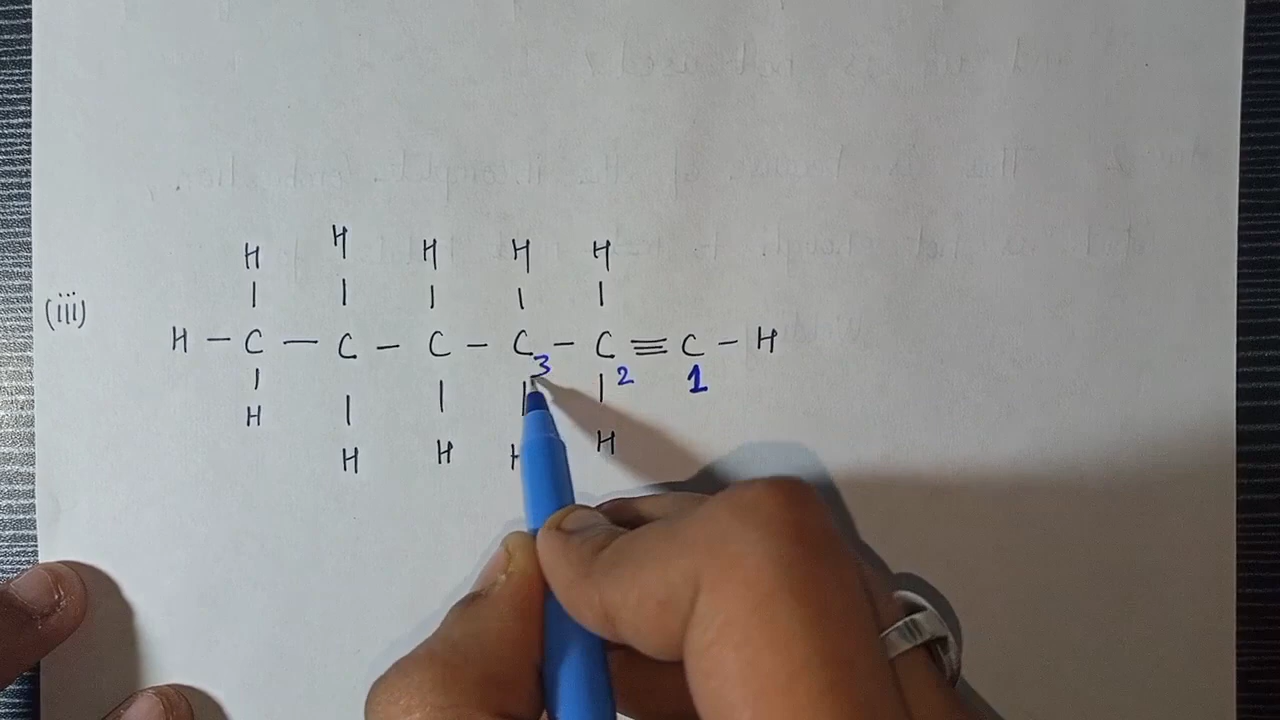 H H H H H
(iii) H – C – C – C – C – C ≡ C – H
3 2 1
H H H H H